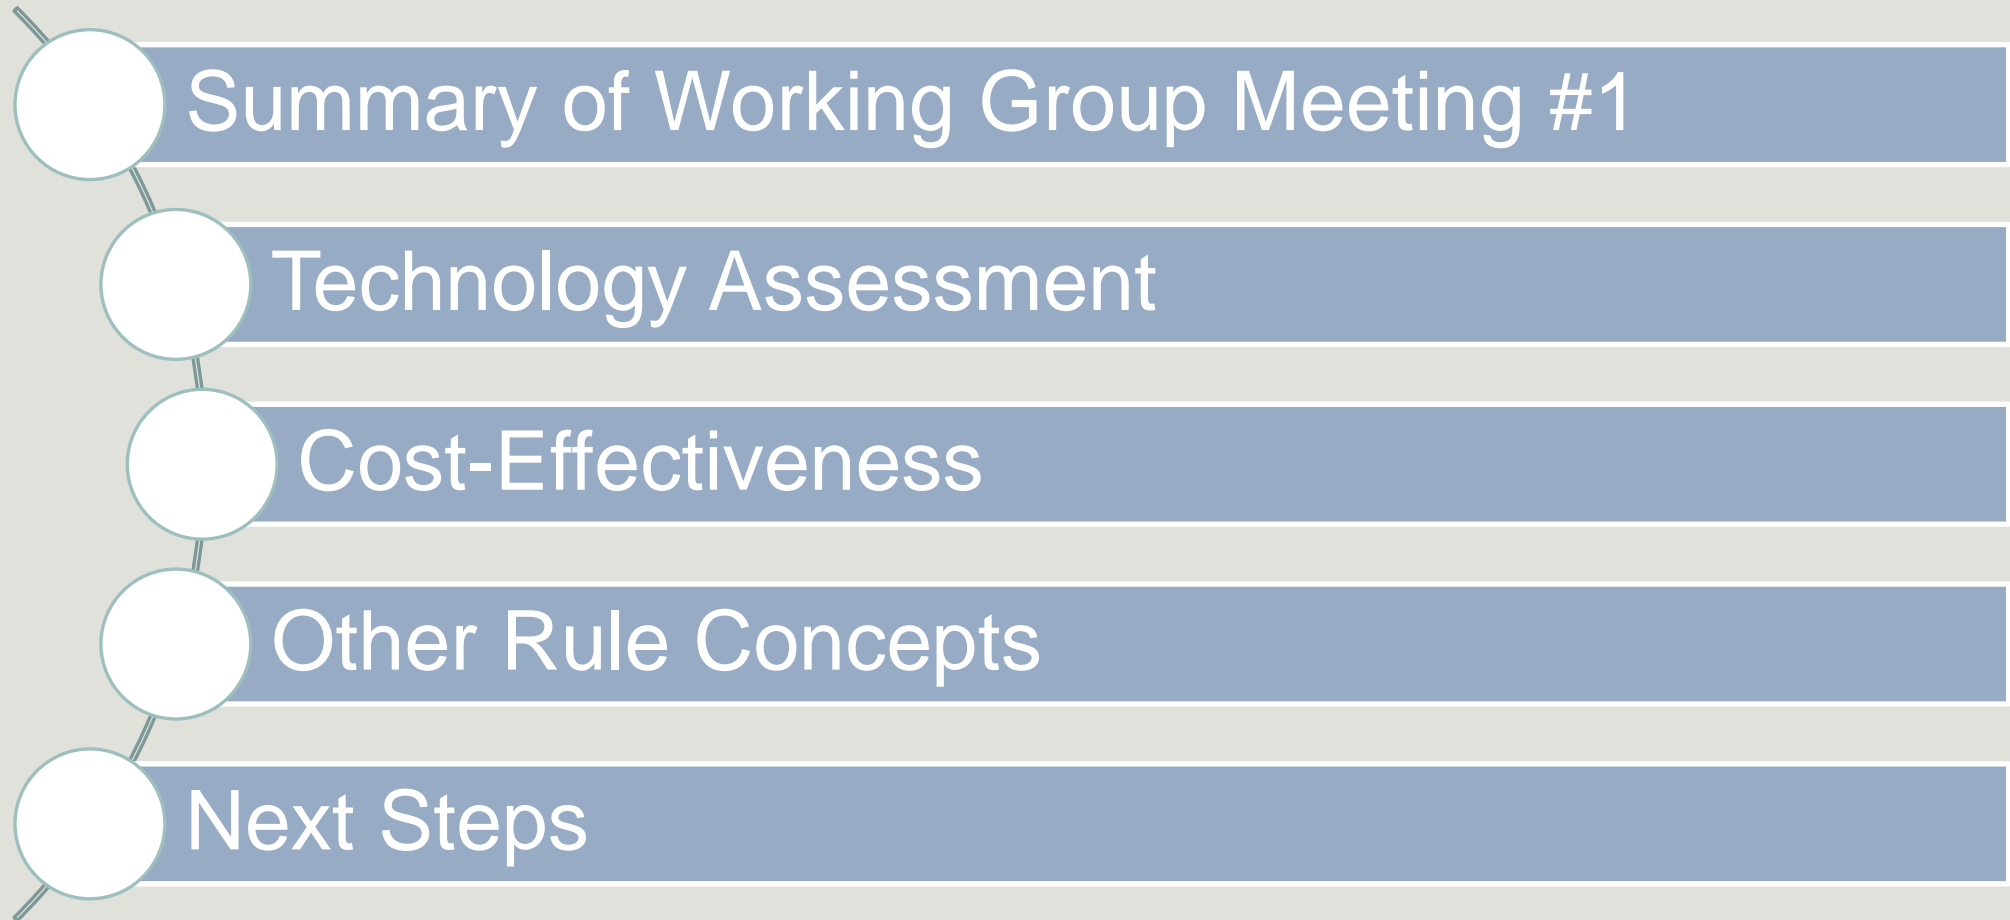 Summary of Working Group Meeting #1
Technology Assessment
Cost-Effectiveness
Other Rule Concepts
Next Steps